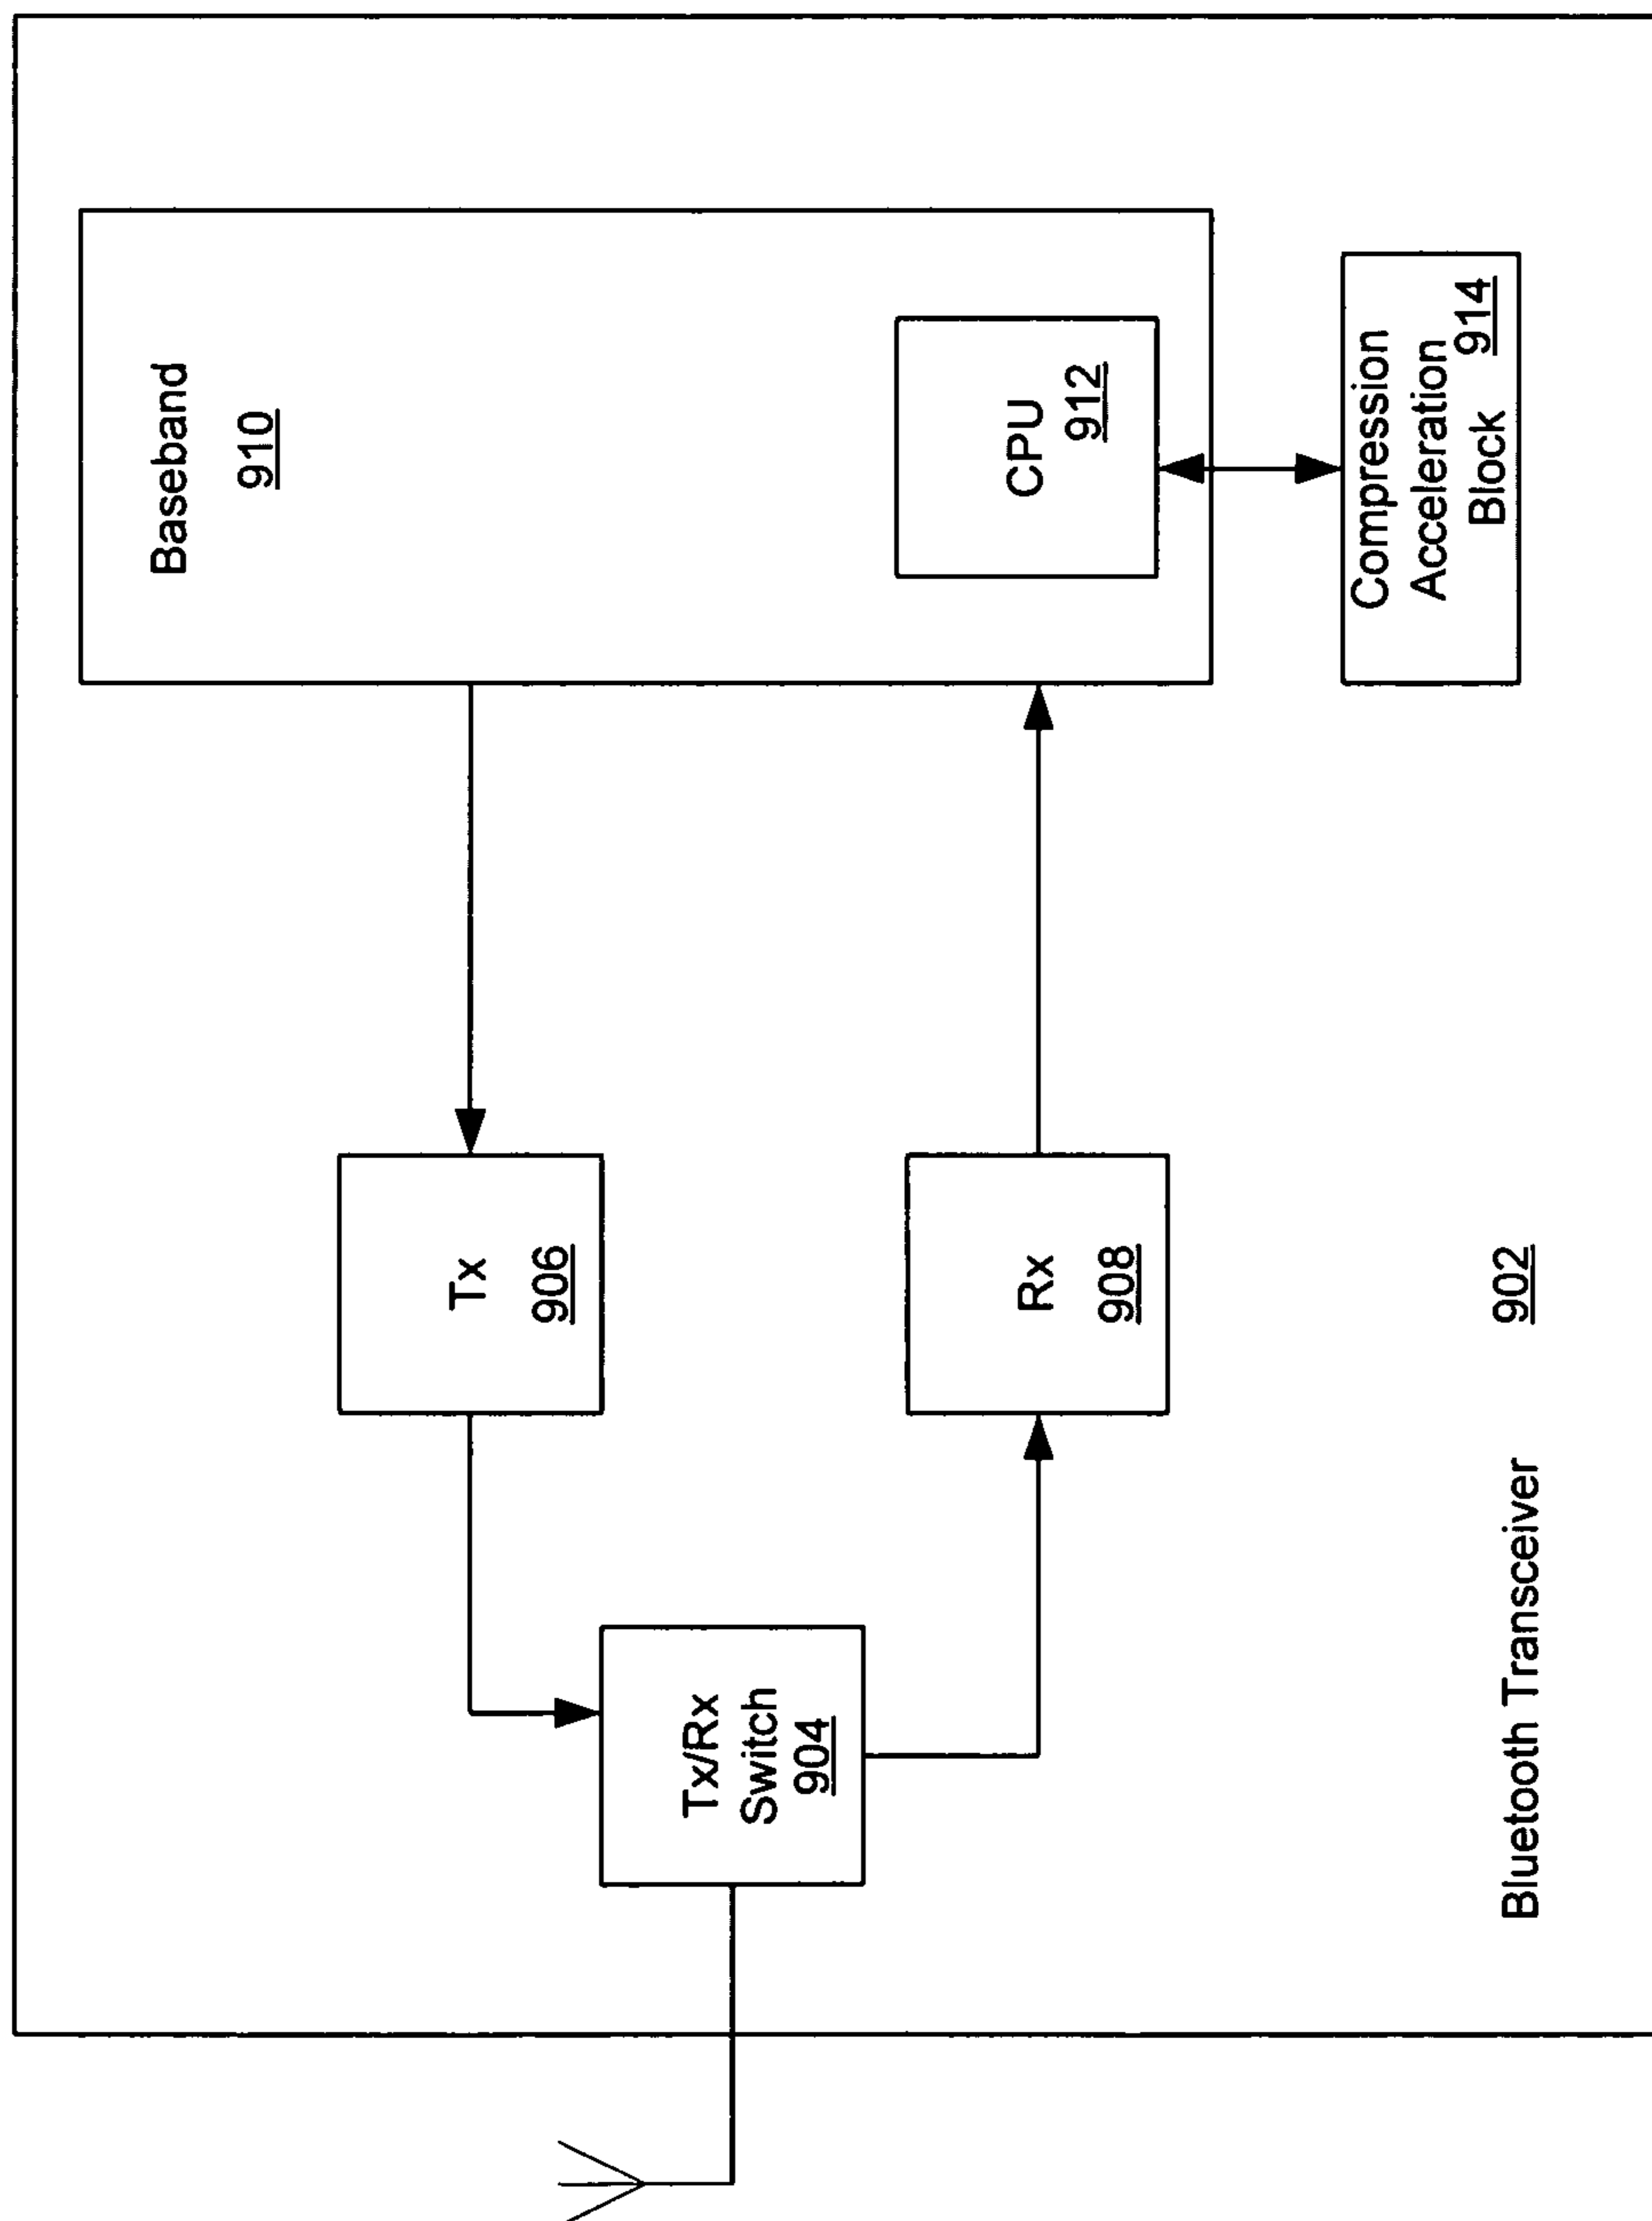 Baseband
910
Tx
906
Tx/Rx
Switch
904
CPU
912
Rx
908
Compression
Acceleration
Block 914
Bluetooth Transceiver 902